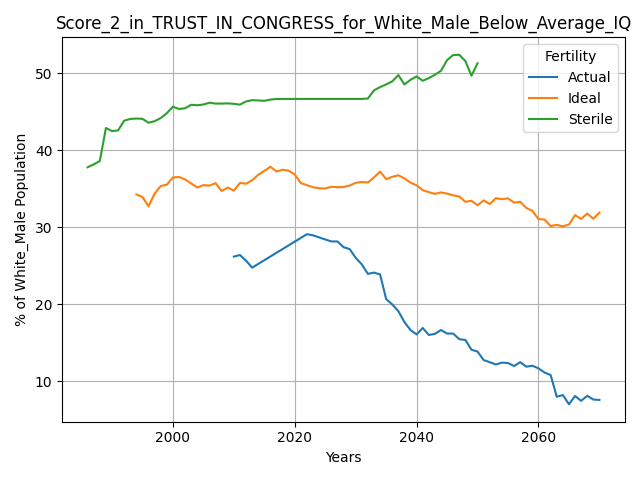 Score_2_in_TRUST_IN_CONGRESS_for_White_Male_Below_Average_IQ
% of White_Male Population
50
40
30
20
10
2000 2020 2040 2060
Years
Fertility
Actual
Ideal
Sterile